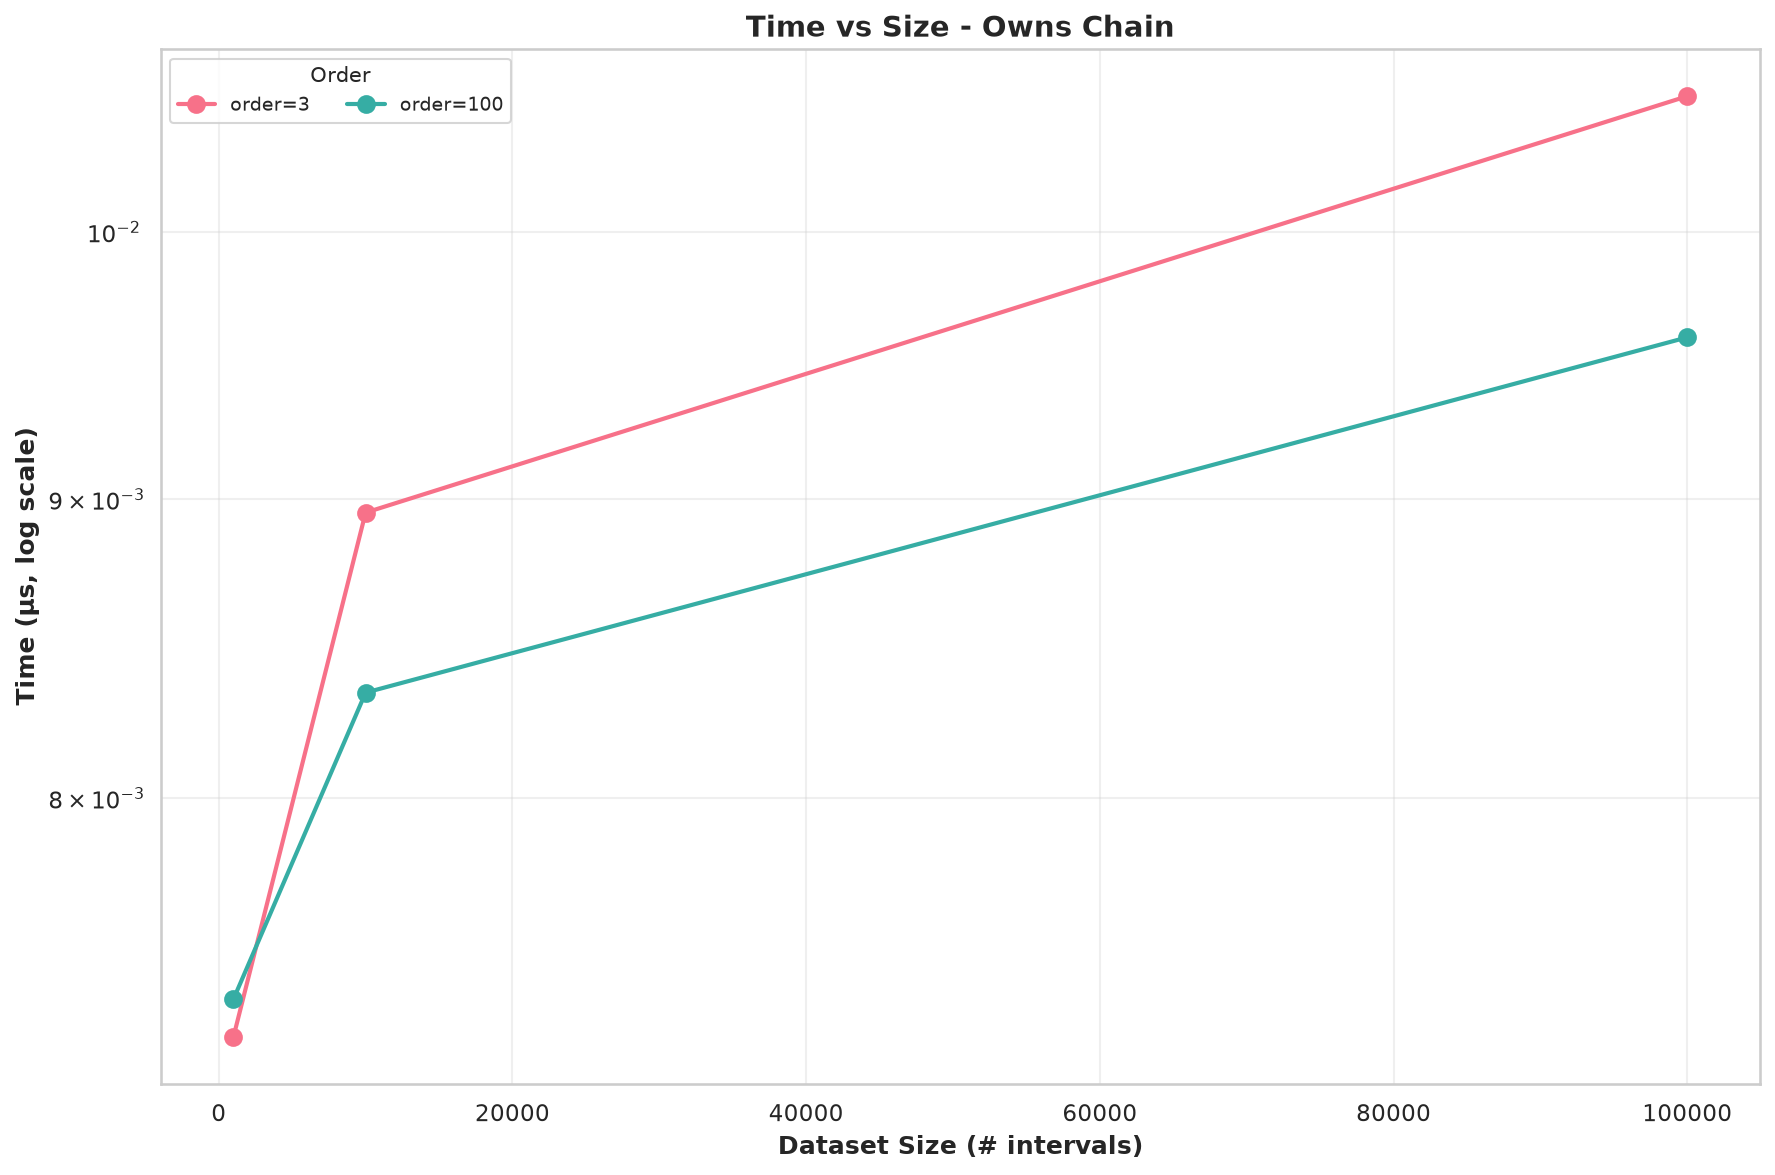 Time vs Size - Owns Chain
Order
order=3 order=100
10⁻²
9 × 10⁻³
8 × 10⁻³
Time (µs, log scale)
0 20000 40000 60000 80000 100000
Dataset Size (# intervals)